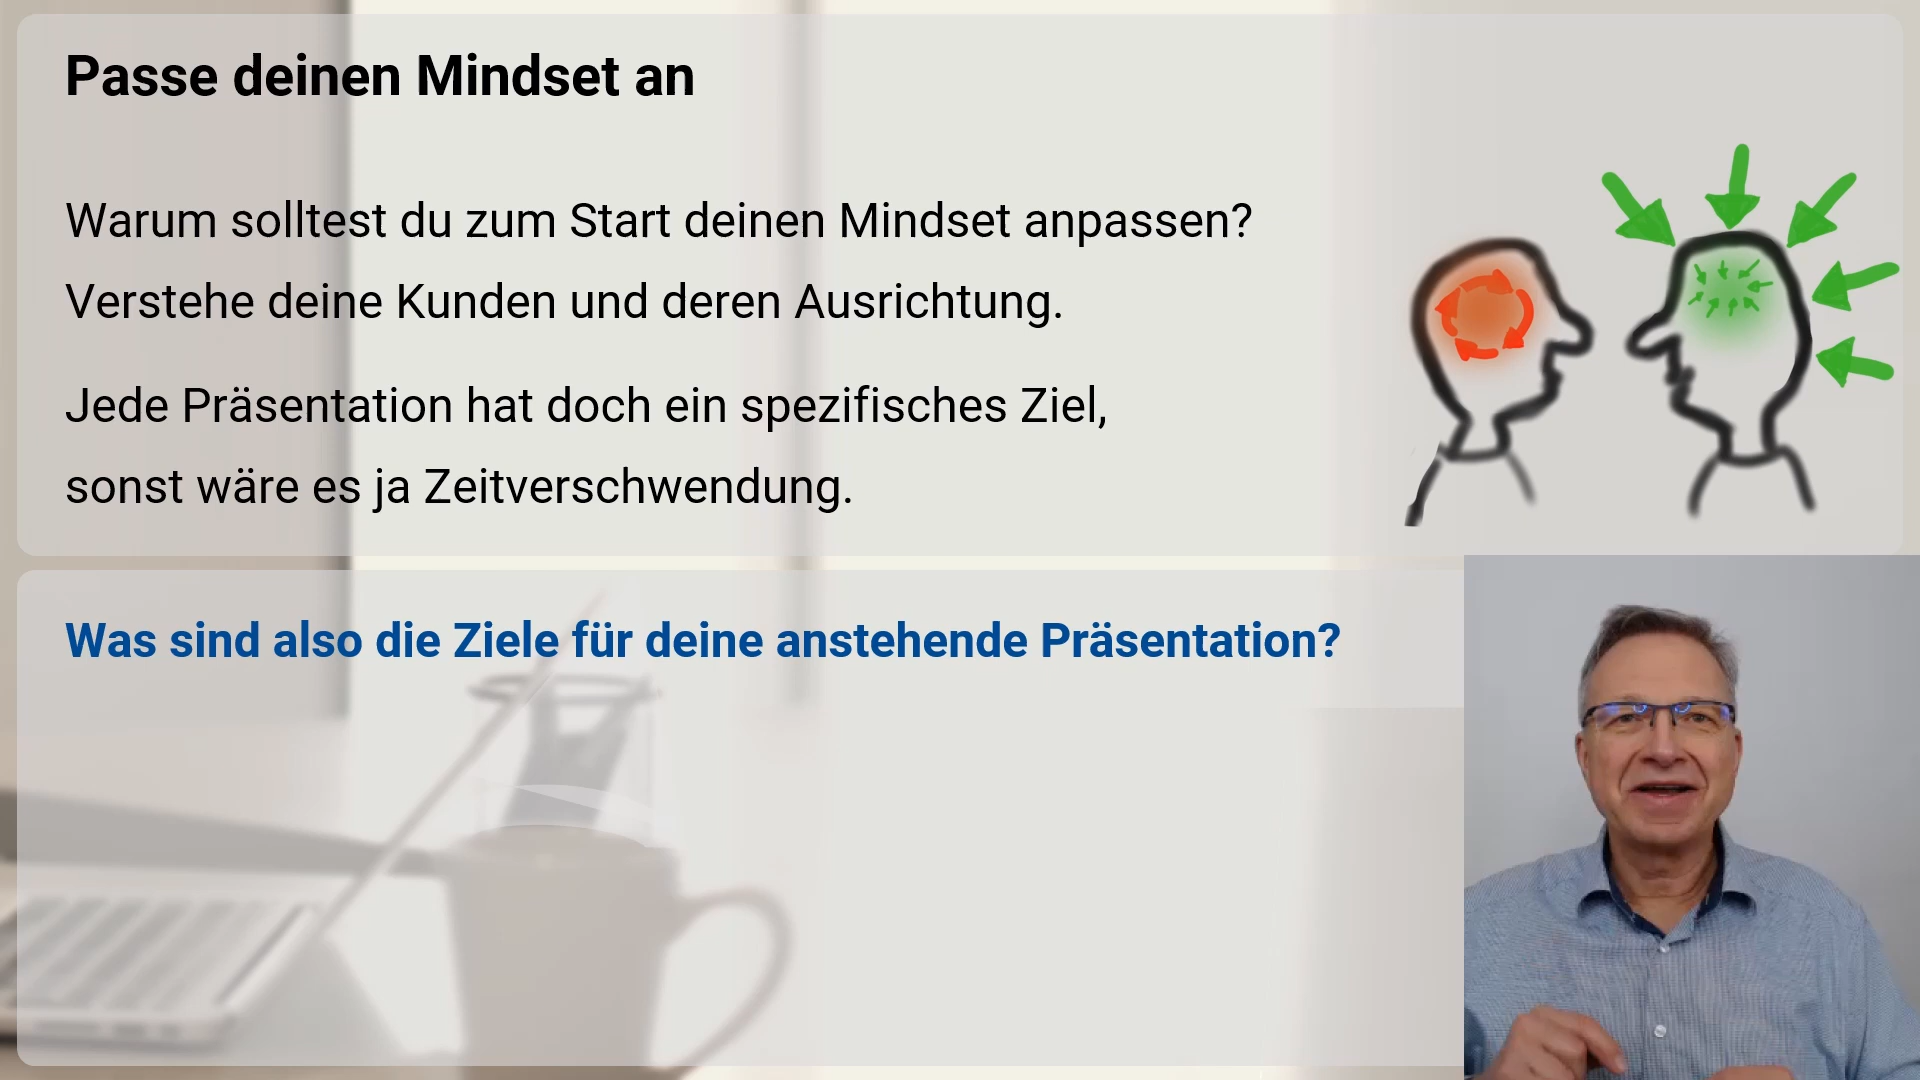 Passe deinen Mindset an
Warum solltest du zum Start deinen Mindset anpassen?
Verstehe deine Kunden und deren Ausrichtung.
Jede Präsentation hat doch ein spezifisches Ziel,
sonst wäre es ja Zeitverschwendung.
Was sind also die Ziele für deine anstehende Präsentation?